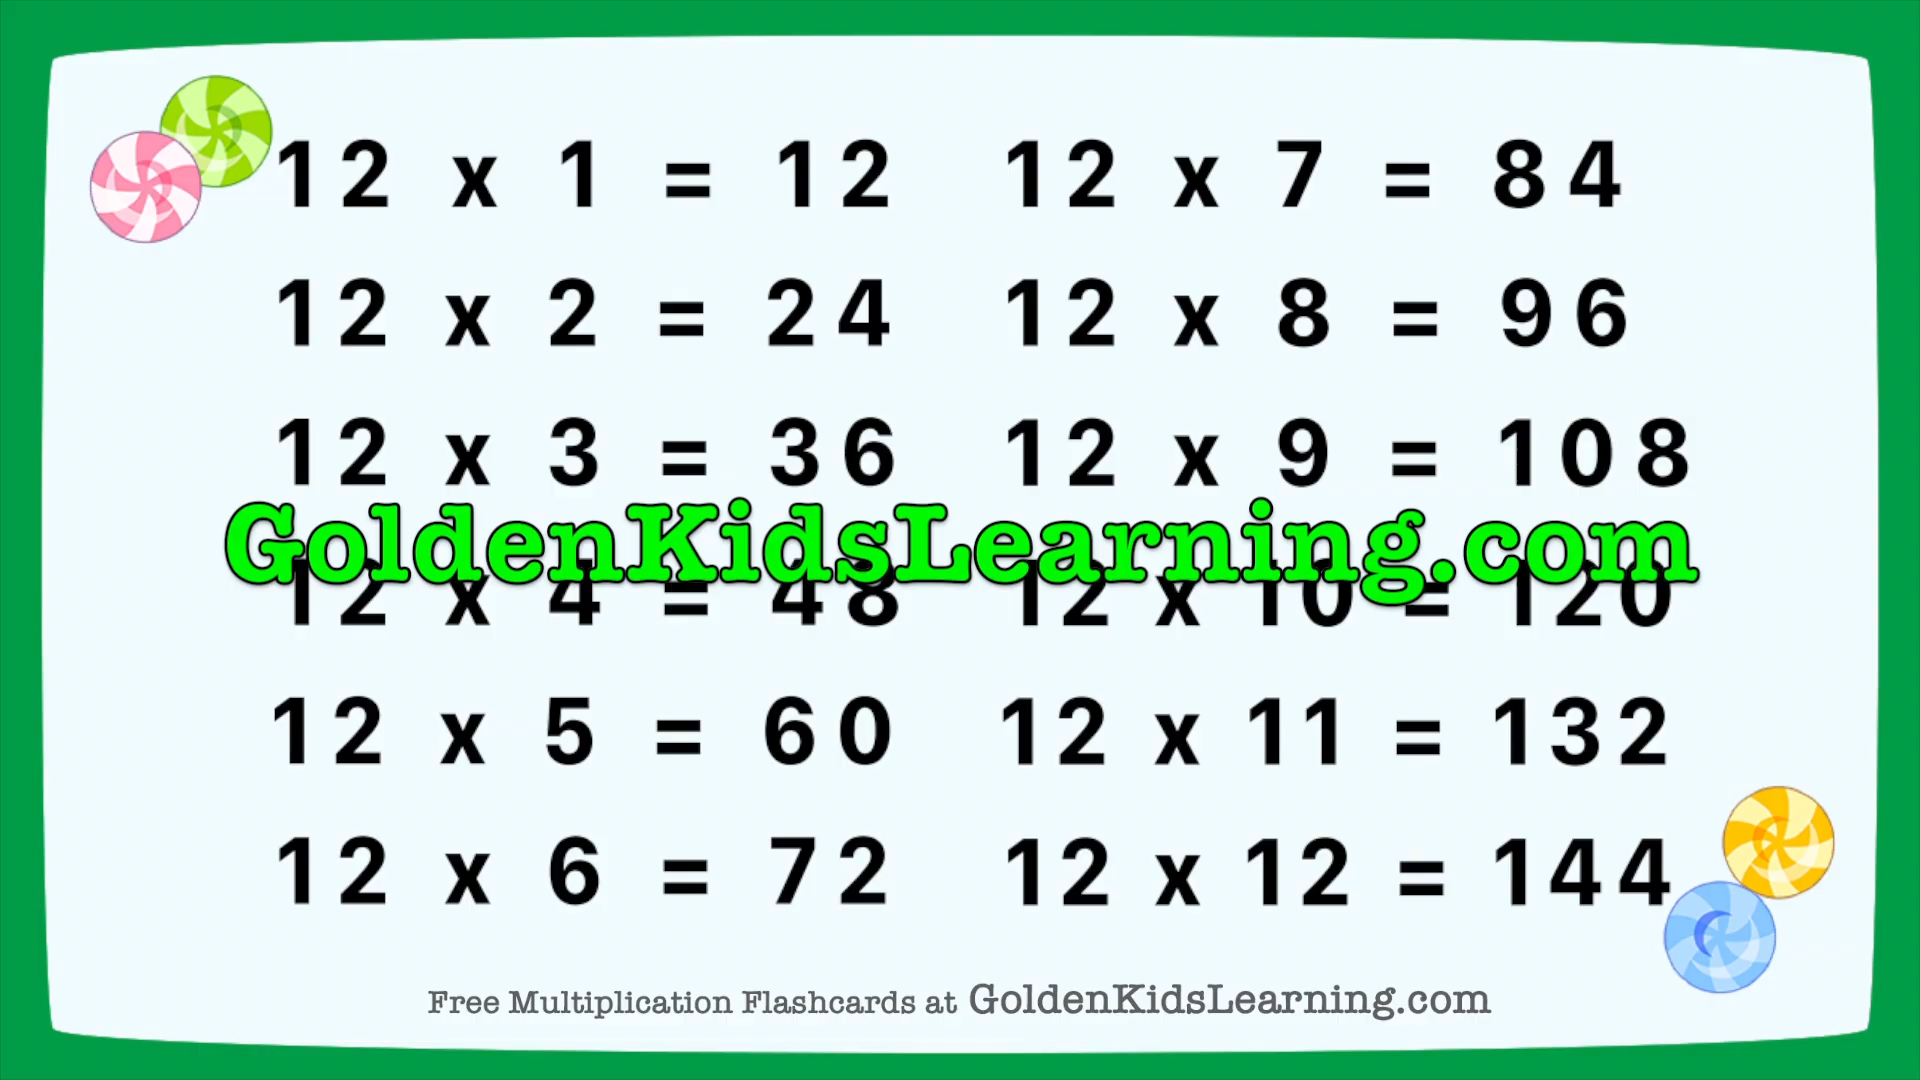 12 x 1 = 12
12 x 2 = 24
12 x 3 = 36
12 x 4 = 48
12 x 5 = 60
12 x 6 = 72
12 x 7 = 84
12 x 8 = 96
12 x 9 = 108
12 x 10 = 120
12 x 11 = 132
12 x 12 = 144
GoldenKidsLearning.com
Free Multiplication Flashcards at GoldenKidsLearning.com